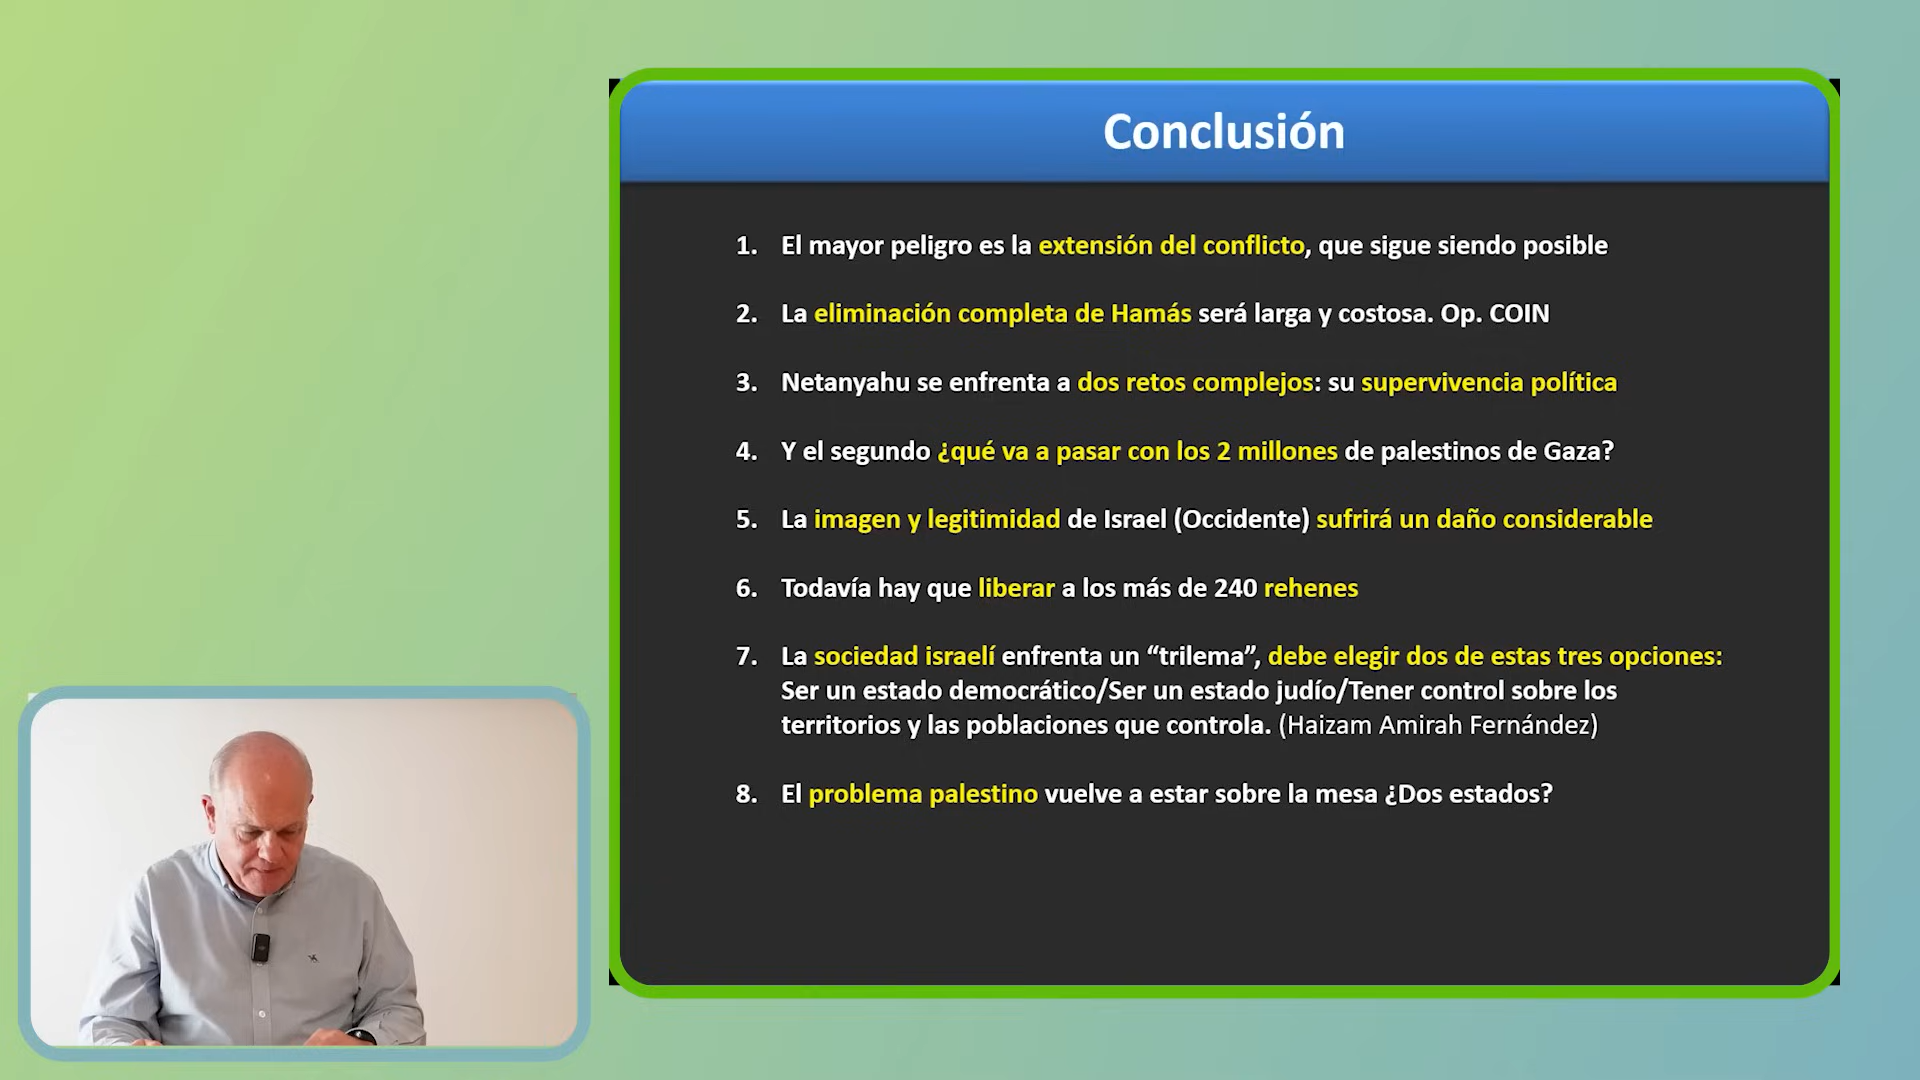 Conclusión
1. El mayor peligro es la extensión del conflicto, que sigue siendo posible
2. La eliminación completa de Hamás será larga y costosa. Op. COIN
3. Netanyahu se enfrenta a dos retos complejos: su supervivencia política
4. Y el segundo ¿qué va a pasar con los 2 millones de palestinos de Gaza?
5. La imagen y legitimidad de Israel (Occidente) sufrirá un daño considerable
6. Todavía hay que liberar a los más de 240 rehenes
7. La sociedad israelí enfrenta un “trilema”, debe elegir dos de estas tres opciones:
Ser un estado democrático/Ser un estado judío/Tener control sobre los
territorios y las poblaciones que controla. (Haizam Amirah Fernández)
8. El problema palestino vuelve a estar sobre la mesa ¿Dos estados?